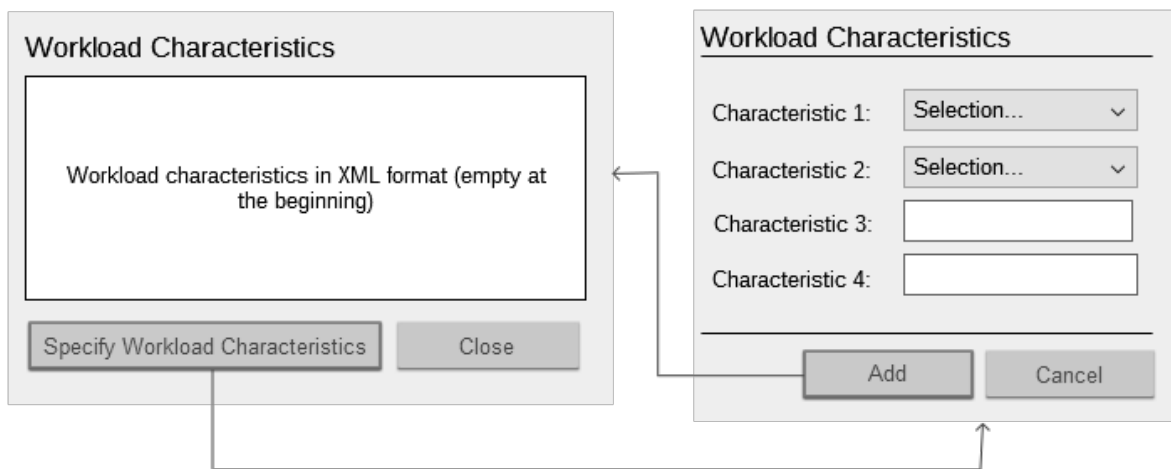 Workload Characteristics
Workload characteristics in XML format (empty at
the beginning)
Specify Workload Characteristics
Close
Workload Characteristics
Characteristic 1:
Selection...
Characteristic 2:
Selection...
Characteristic 3:
Characteristic 4:
Add
Cancel